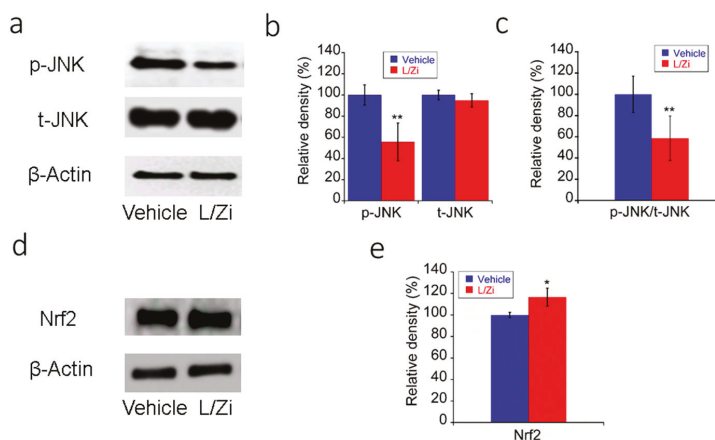 a
p-JNK
t-JNK
β-Actin
Vehicle L/Zi
b
Relative density (%)
140
120
100
80
60
40
20
0
Vehicle
L/Zi
**
p-JNK t-JNK
c
Relative density (%)
140
120
100
80
60
40
20
0
Vehicle
L/Zi
**
p-JNK/t-JNK
d
Nrf2
β-Actin
Vehicle L/Zi
e
Relative density (%)
140
120
100
80
60
40
20
0
Vehicle
L/Zi
*
Nrf2